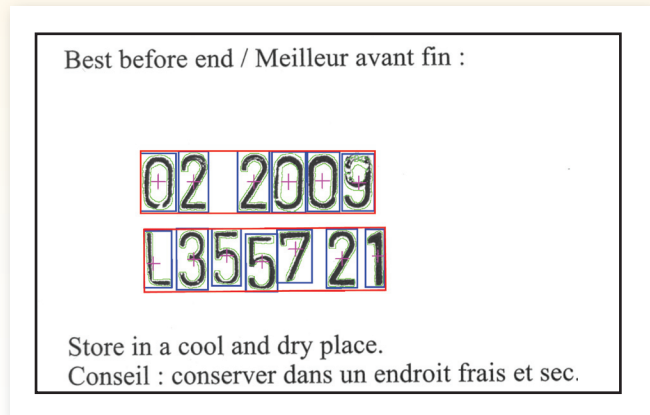 Best before end / Meilleur avant fin :
02 2009
L3557 21
Store in a cool and dry place.
Conseil : conserver dans un endroit frais et sec.